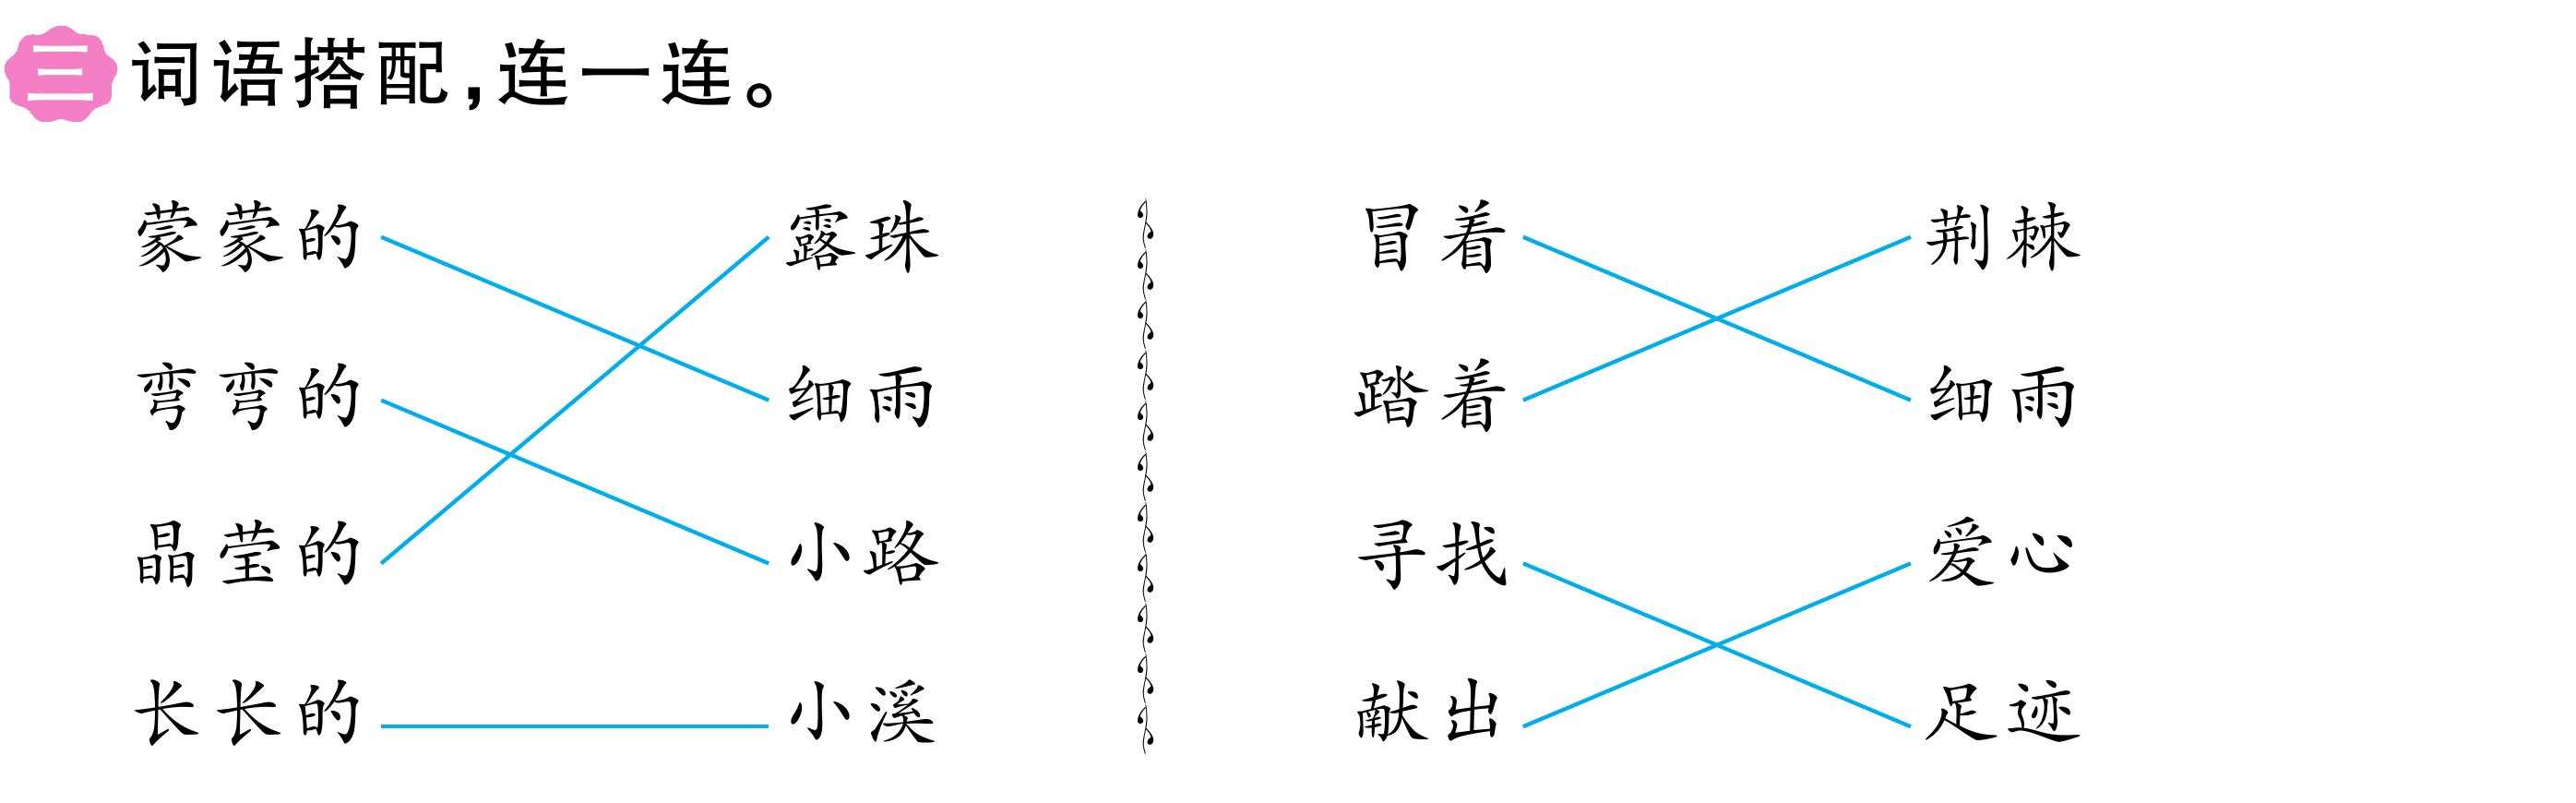 三 词语搭配,连一连。
蒙蒙的 露珠 冒着 荆棘
弯弯的 细雨 踏着 细雨
晶莹的 小路 寻找 爱心
长长的 小溪 献出 足迹